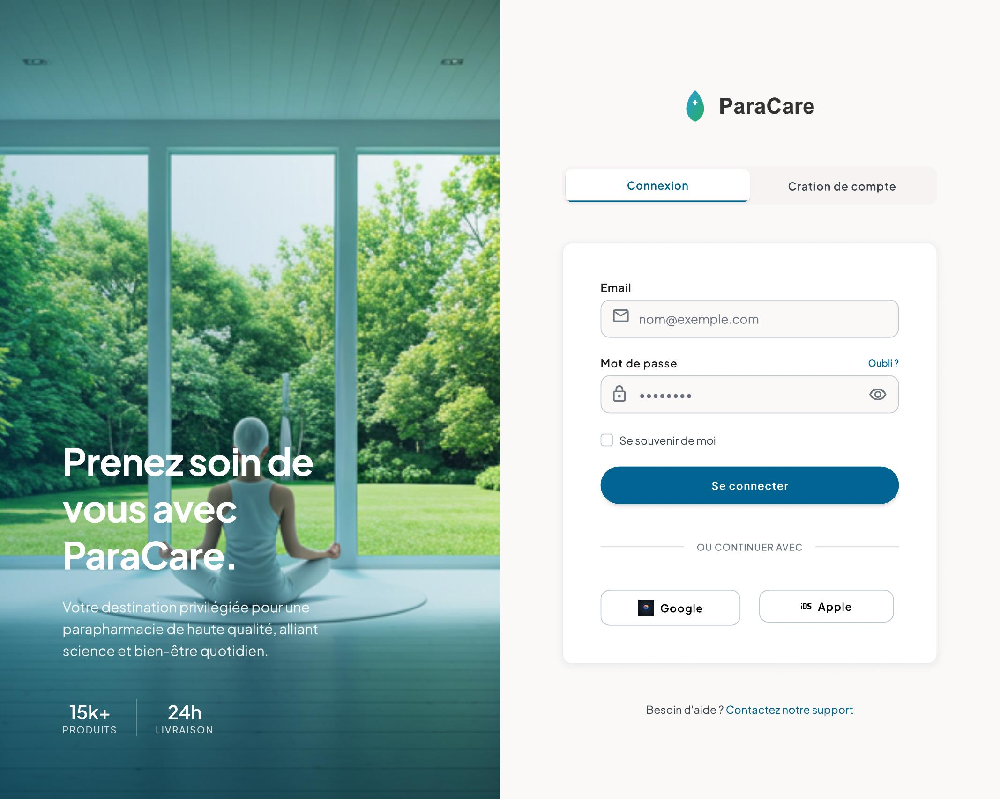 Prenez soin de
vous avec
ParaCare.
Votre destination privilégiée pour une
parapharmacie de haute qualité, alliant
science et bien-être quotidien.
15k+
PRODUITS
24h
LIVRAISON
ParaCare
Connexion
Cration de compte
Email
nom@exemple.com
Mot de passe
Oubli ?
••••••••
Se souvenir de moi
Se connecter
OU CONTINUER AVEC
Google
iOS Apple
Besoin d'aide ? Contactez notre support